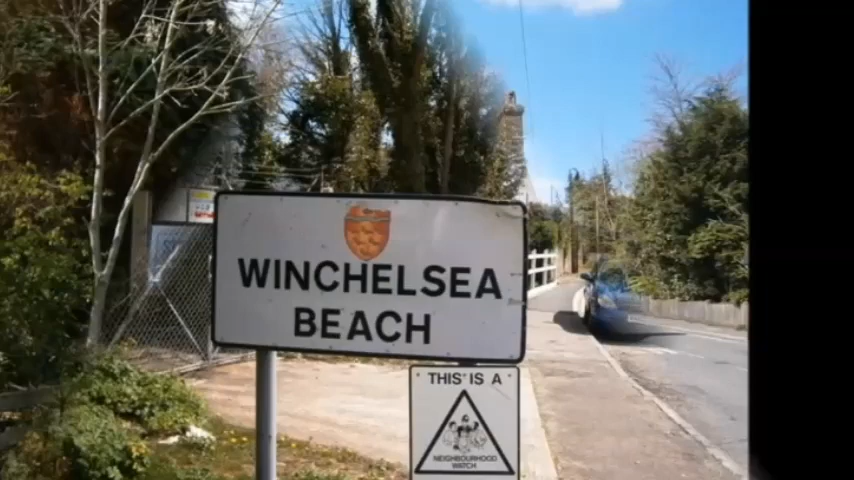 WINCHELSEA
BEACH
THIS IS A
NEIGHBOURHOOD
WATCH